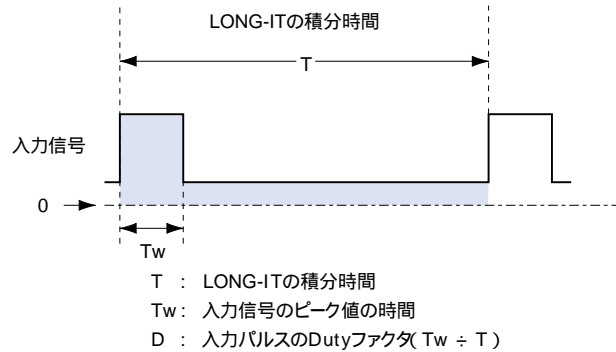 LONG-ITの積分時間
T
入力信号
0
Tw
T : LONG-ITの積分時間
Tw : 入力信号のピーク値の時間
D : 入力パルスのDutyファクタ( Tw ÷ T )